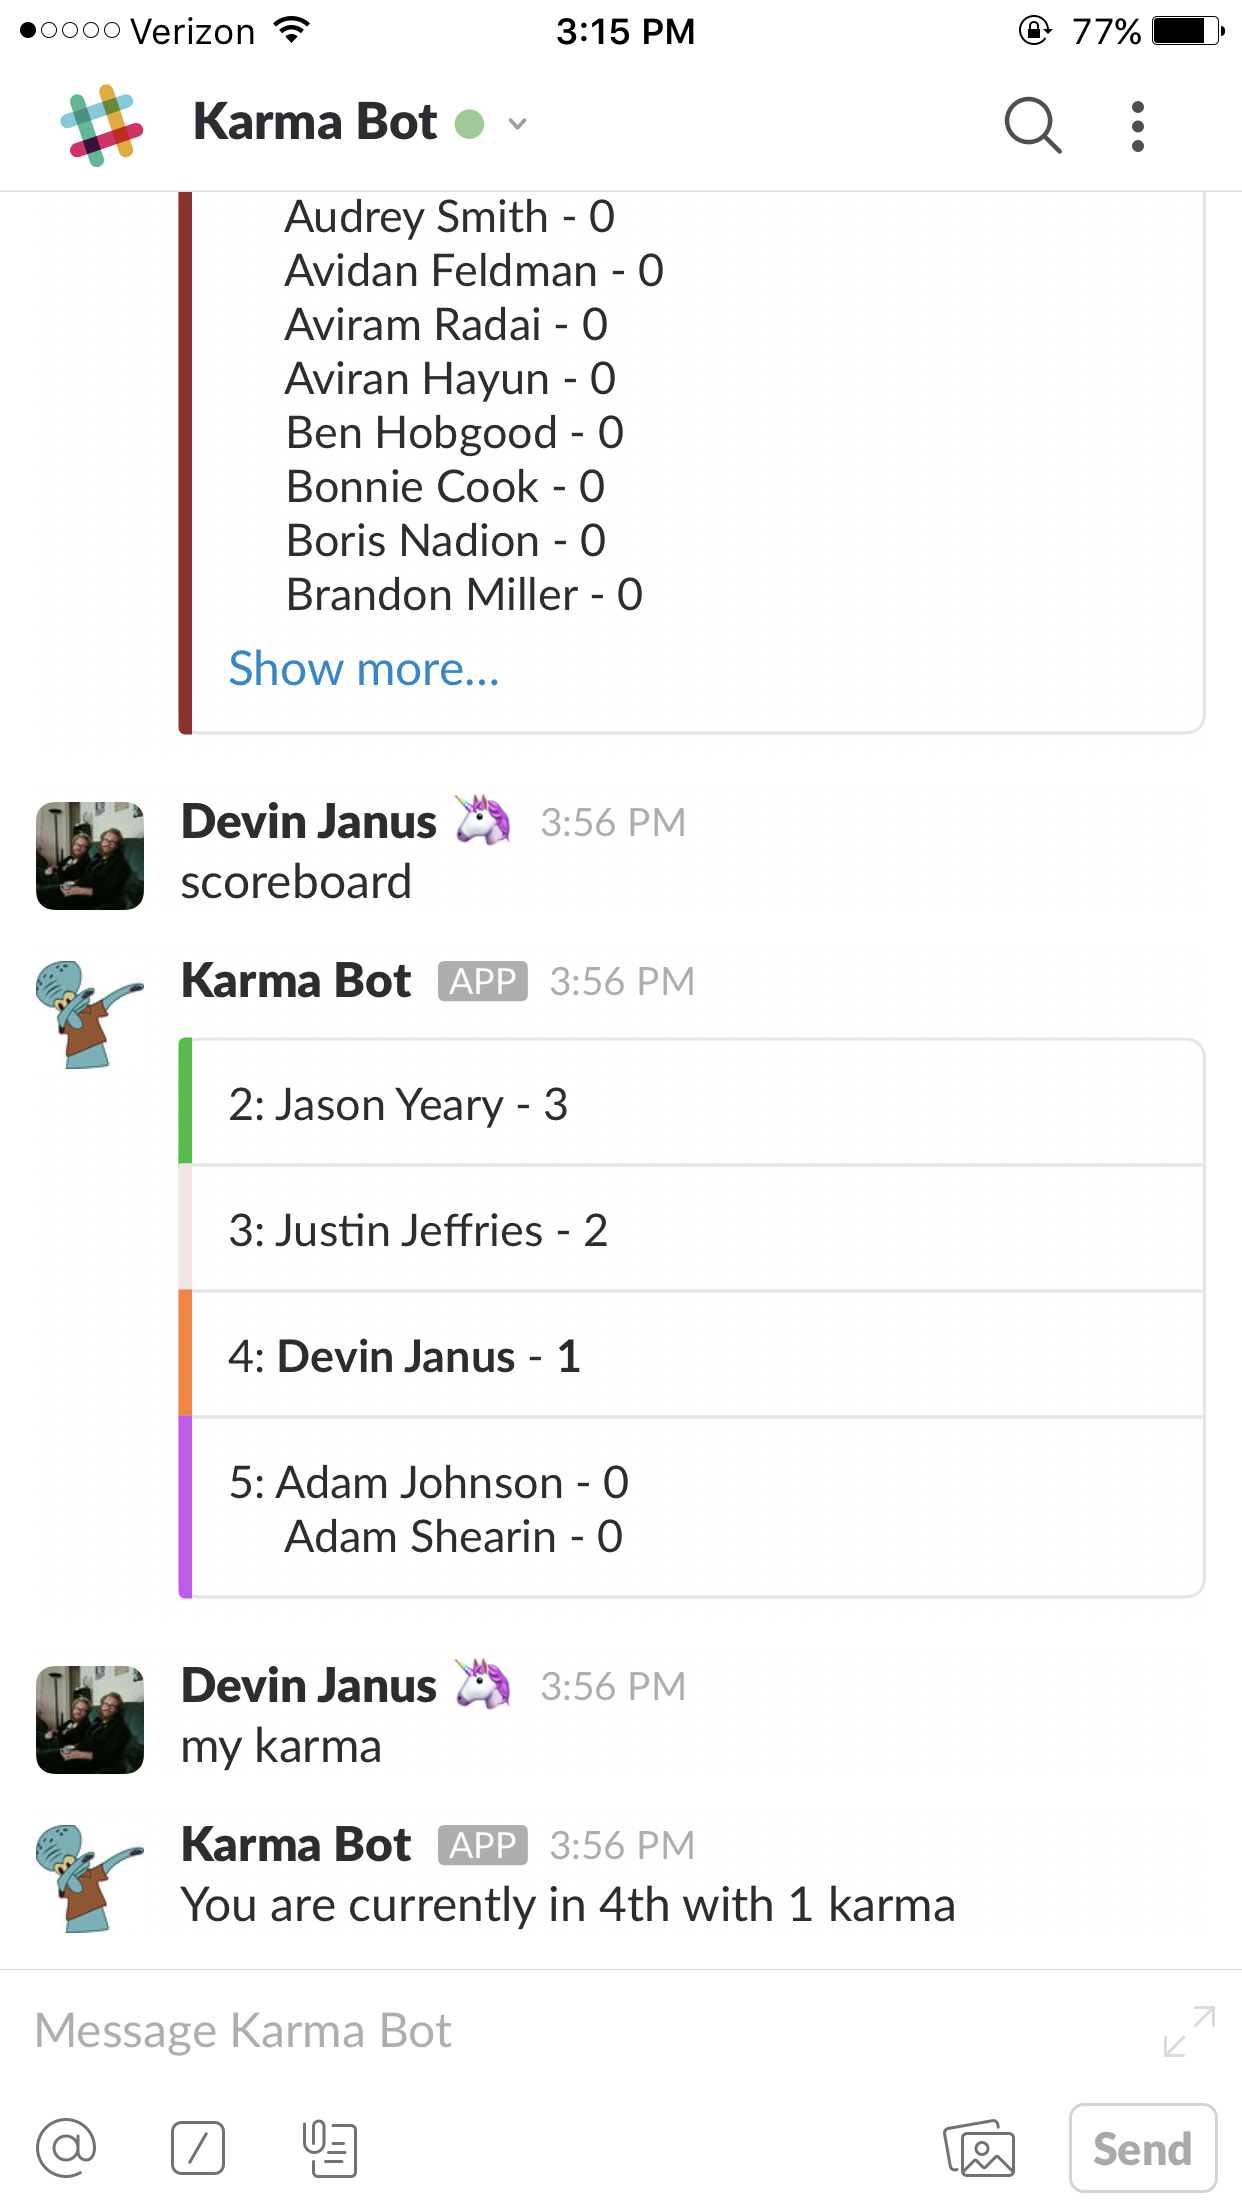 Verizon 3:15 PM 77%
Karma Bot
Audrey Smith - 0
Avidan Feldman - 0
Aviram Radai - 0
Aviran Hayun - 0
Ben Hobgood - 0
Bonnie Cook - 0
Boris Nadion - 0
Brandon Miller - 0
Show more...
Devin Janus 3:56 PM
scoreboard
Karma Bot APP 3:56 PM
2: Jason Yeary - 3
3: Justin Jeffries - 2
4: Devin Janus - 1
5: Adam Johnson - 0
Adam Shearin - 0
Devin Janus 3:56 PM
my karma
Karma Bot APP 3:56 PM
You are currently in 4th with 1 karma
Message Karma Bot
Send